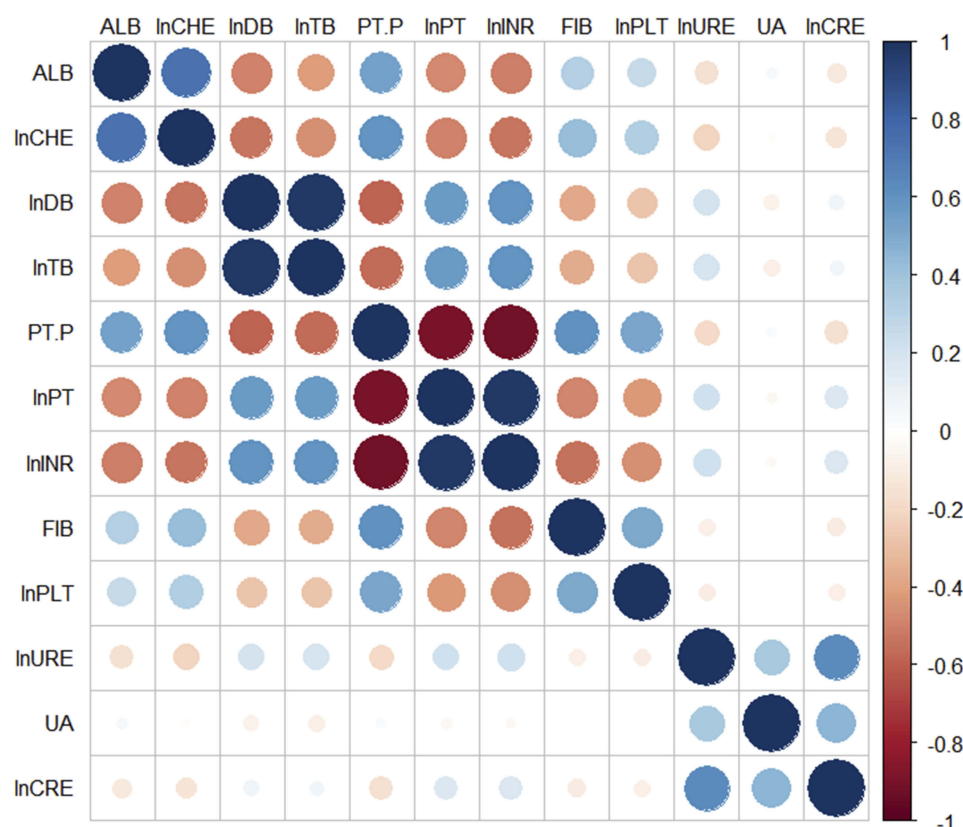 ALB lnCHE lnDB lnTB PT.P lnPT lnINR FIB lnPLT lnURE UA lnCRE
ALB
lnCHE
lnDB
lnTB
PT.P
lnPT
lnINR
FIB
lnPLT
lnURE
UA
lnCRE
1
0.8
0.6
0.4
0.2
0
-0.2
-0.4
-0.6
-0.8
-1